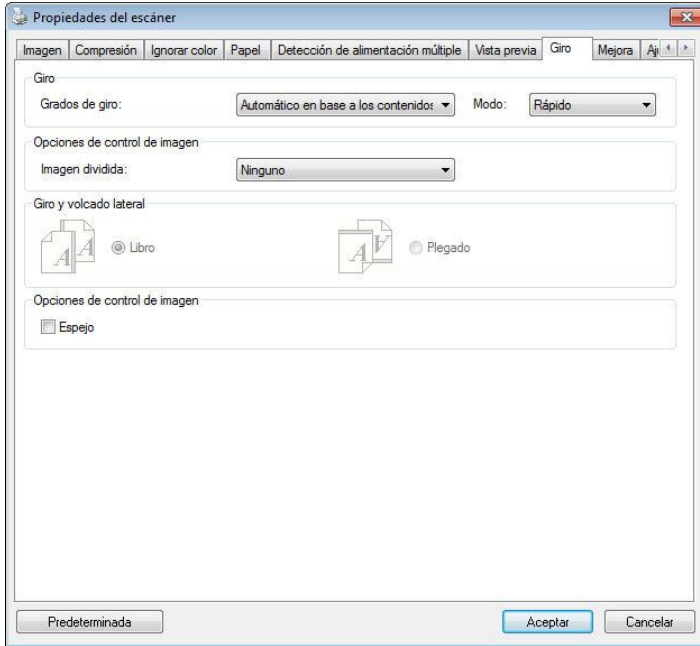 Propiedades del escáner
Imagen Compresión Ignorar color Papel Detección de alimentación múltiple Vista previa Giro Mejora
Giro
Grados de giro: Automático en base a los contenidos Modo: Rápido
Opciones de control de imagen
Imagen dividida: Ninguno
Giro y volcado lateral
A A Libro A A Plegado
Opciones de control de imagen
Espejo
Predeterminada Aceptar Cancelar